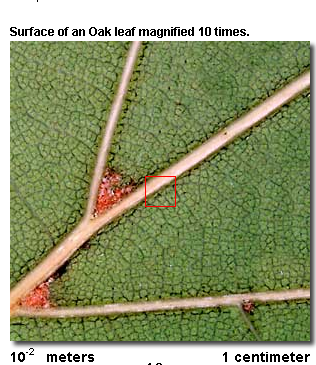 Surface of an Oak leaf magnified 10 times.
10-2 meters 1 centimeter